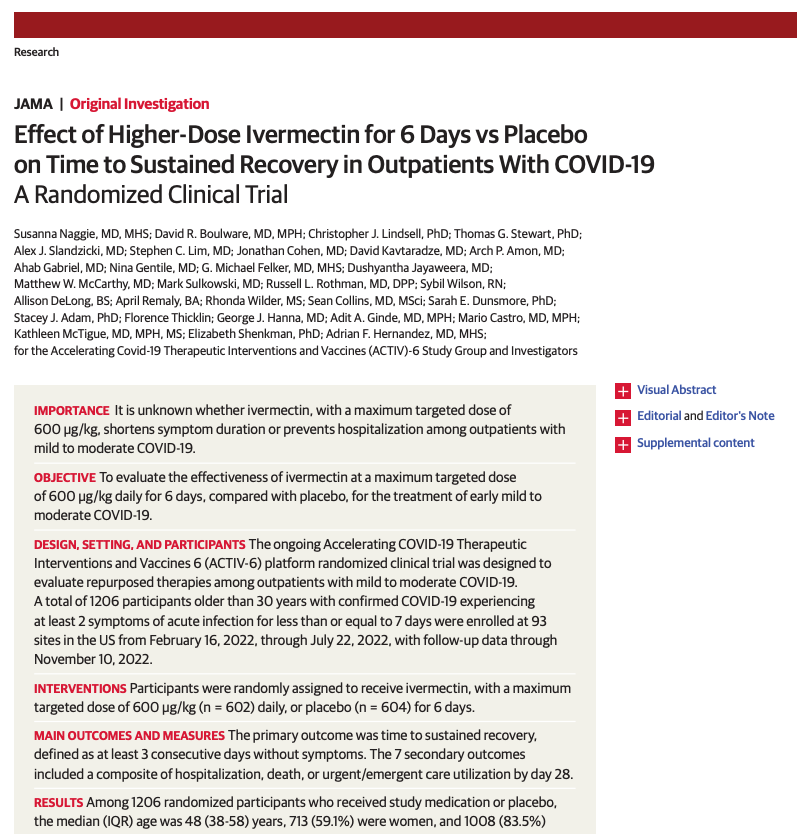 Research
JAMA | Original Investigation
Effect of Higher-Dose Ivermectin for 6 Days vs Placebo
on Time to Sustained Recovery in Outpatients With COVID-19
A Randomized Clinical Trial
Susanna Naggie, MD, MHS; David R. Boulware, MD, MPH; Christopher J. Lindsell, PhD; Thomas G. Stewart, PhD;
Alex J. Slandzicki, MD; Stephen C. Lim, MD; Jonathan Cohen, MD; David Kavtaradze, MD; Arch P. Amon, MD;
Ahab Gabriel, MD; Nina Gentile, MD; G. Michael Felker, MD, MHS; Dushyantha Jayaweera, MD;
Matthew W. McCarthy, MD; Mark Sulkowski, MD; Russell L. Rothman, MD, DPP; Sybil Wilson, RN;
Allison DeLong, BS; April Remaly, BA; Rhonda Wilder, MS; Sean Collins, MD, MSci; Sarah E. Dunsmore, PhD;
Stacey J. Adam, PhD; Florence Thicklin; George J. Hanna, MD; Adit A. Ginde, MD, MPH; Mario Castro, MD, MPH;
Kathleen McTigue, MD, MPH, MS; Elizabeth Shenkman, PhD; Adrian F. Hernandez, MD, MHS;
for the Accelerating Covid-19 Therapeutic Interventions and Vaccines (ACTIV)-6 Study Group and Investigators
IMPORTANCE It is unknown whether ivermectin, with a maximum targeted dose of
600 μg/kg, shortens symptom duration or prevents hospitalization among outpatients with
mild to moderate COVID-19.
OBJECTIVE To evaluate the effectiveness of ivermectin at a maximum targeted dose
of 600 μg/kg daily for 6 days, compared with placebo, for the treatment of early mild to
moderate COVID-19.
DESIGN, SETTING, AND PARTICIPANTS The ongoing Accelerating COVID-19 Therapeutic
Interventions and Vaccines 6 (ACTIV-6) platform randomized clinical trial was designed to
evaluate repurposed therapies among outpatients with mild to moderate COVID-19.
A total of 1206 participants older than 30 years with confirmed COVID-19 experiencing
at least 2 symptoms of acute infection for less than or equal to 7 days were enrolled at 93
sites in the US from February 16, 2022, through July 22, 2022, with follow-up data through
November 10, 2022.
INTERVENTIONS Participants were randomly assigned to receive ivermectin, with a maximum
targeted dose of 600 μg/kg (n = 602) daily, or placebo (n = 604) for 6 days.
MAIN OUTCOMES AND MEASURES The primary outcome was time to sustained recovery,
defined as at least 3 consecutive days without symptoms. The 7 secondary outcomes
included a composite of hospitalization, death, or urgent/emergent care utilization by day 28.
RESULTS Among 1206 randomized participants who received study medication or placebo,
the median (IQR) age was 48 (38-58) years, 713 (59.1%) were women, and 1008 (83.5%)
Visual Abstract
Editorial and Editor's Note
Supplemental content